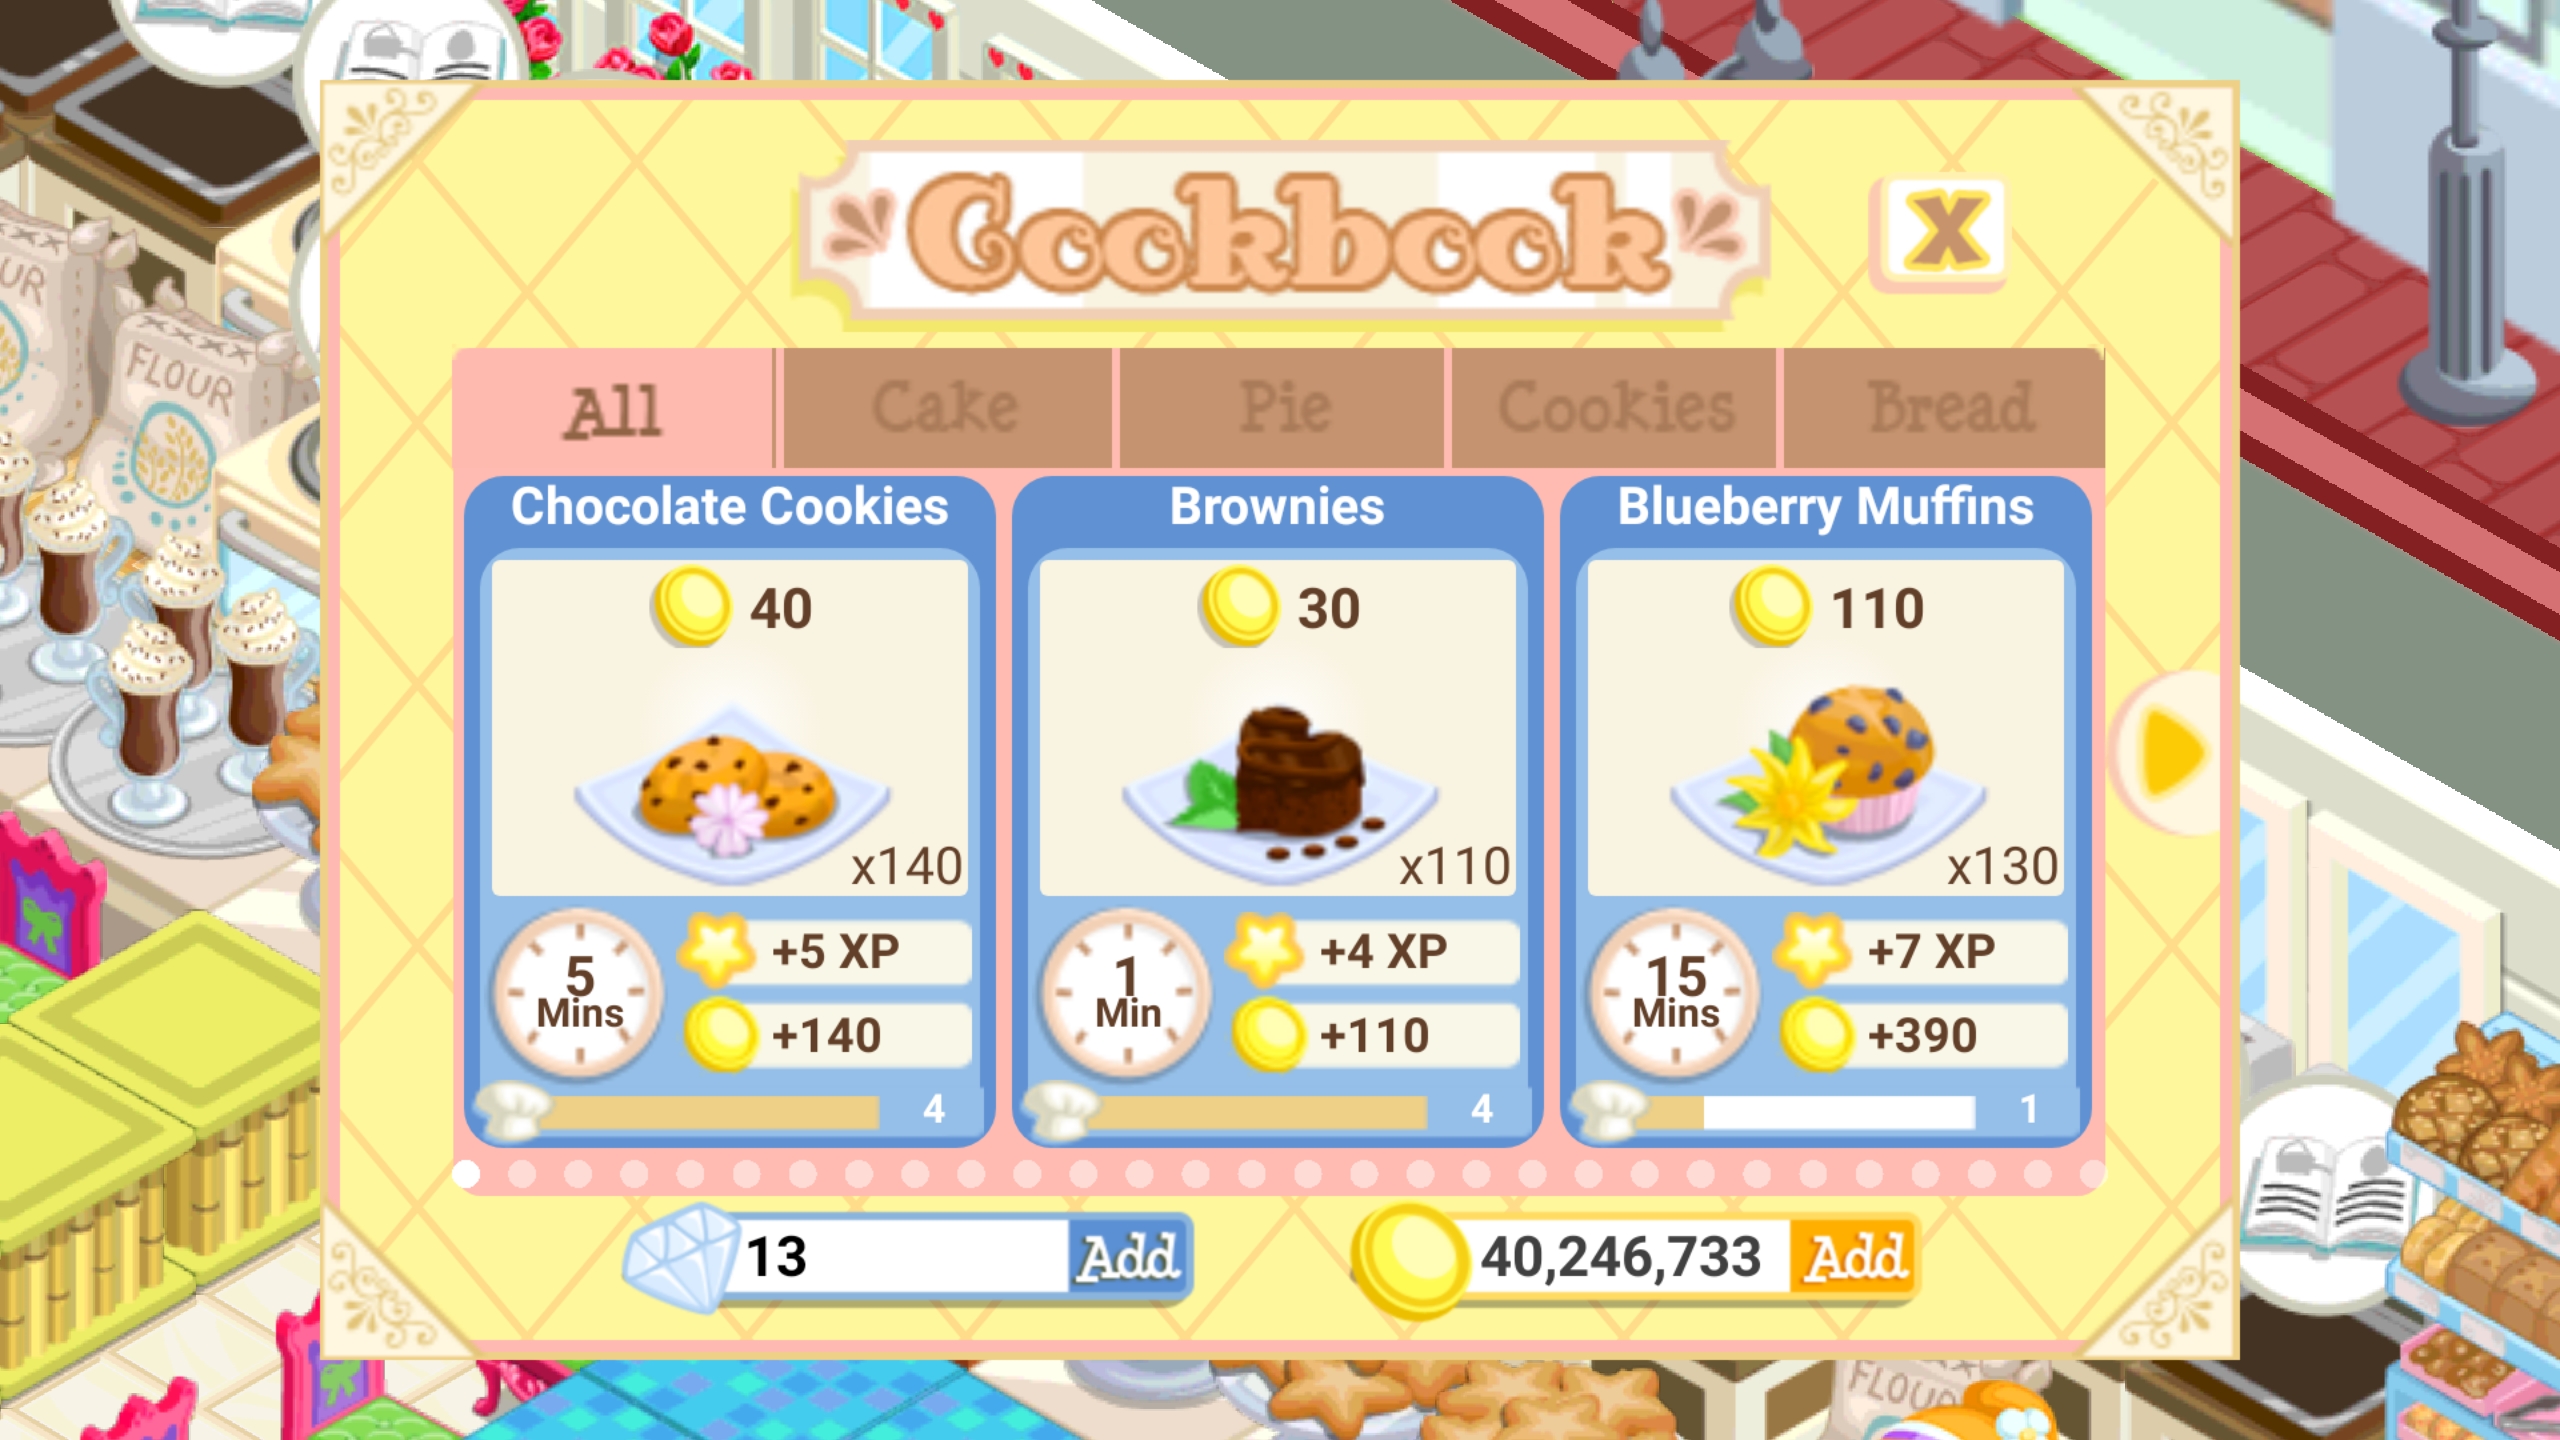 Cookbook
X
All Cake Pie Cookies Bread
Chocolate Cookies
40
x140
5
Mins
+5 XP
+140
4
Brownies
30
x110
1
Min
+4 XP
+110
4
Blueberry Muffins
110
x130
15
Mins
+7 XP
+390
1
13 Add
40,246,733 Add
UR
FLOUR
FLOUR